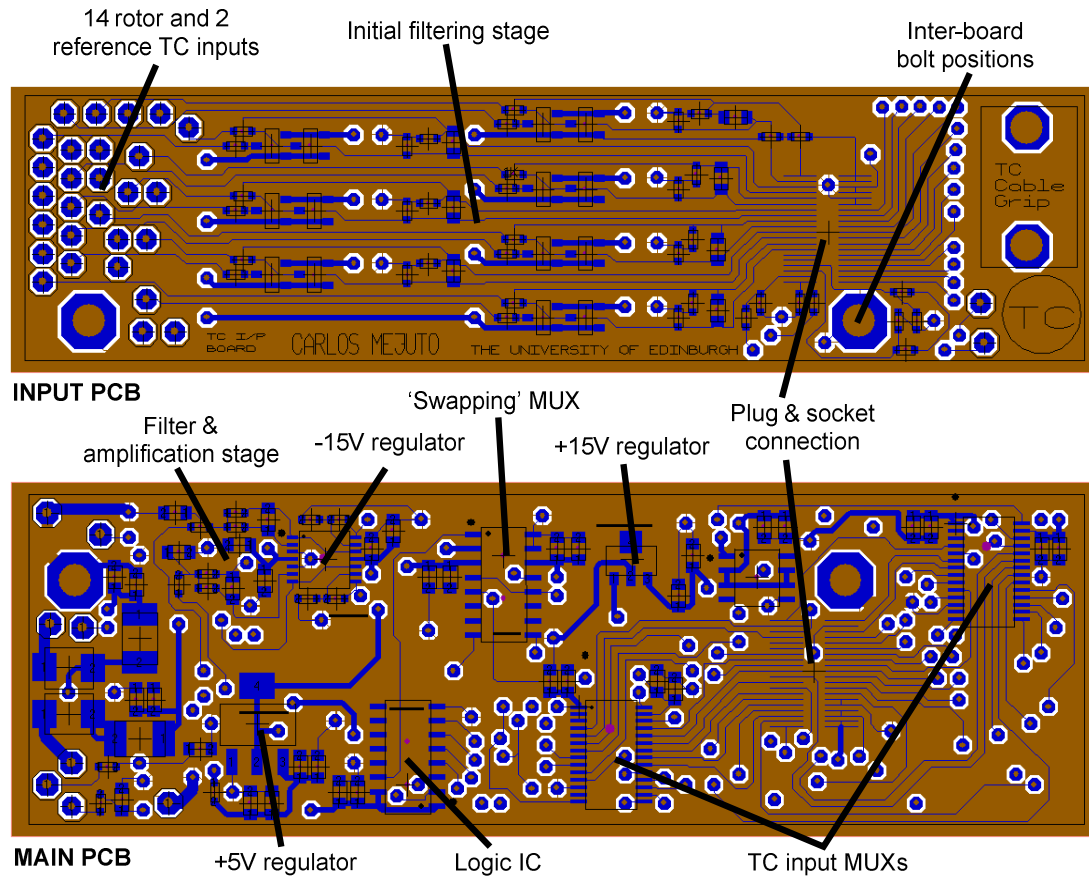 14 rotor and 2
reference TC inputs
Initial filtering stage
Inter-board
bolt positions
TC
Cable
Grip
TC
TC I/P
BOARD
CARLOS MEJUTO
THE UNIVERSITY OF EDINBURGH
INPUT PCB
Filter &
amplification stage
-15V regulator
‘Swapping’ MUX
+15V regulator
Plug & socket
connection
MAIN PCB
+5V regulator
Logic IC
TC input MUXs